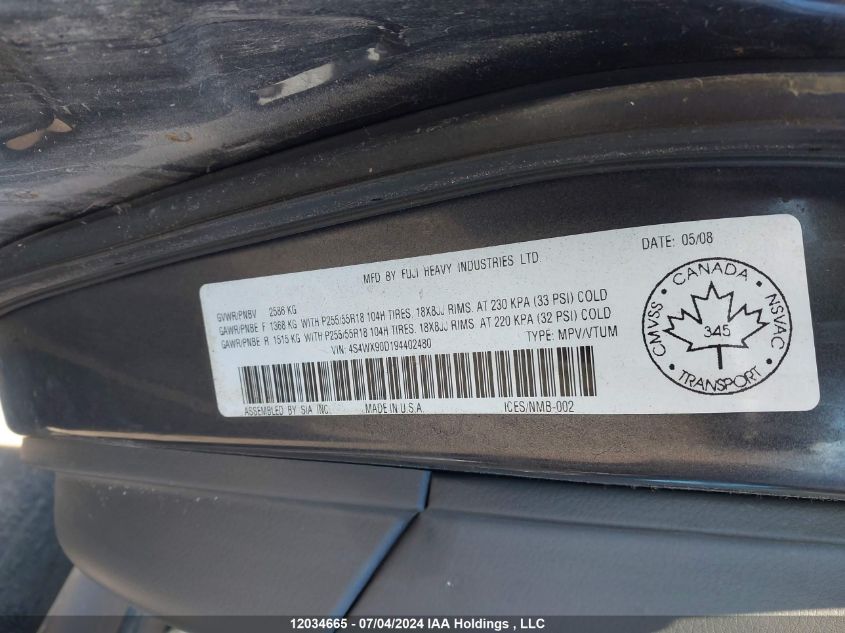 MFD BY FUJI HEAVY INDUSTRIES LTD.
DATE: 05/08
GVWR/PNBV 2586 KG
GAWR/PNBE F 1368 KG WITH P255/55R18 104H TIRES. 18X8JJ RIMS. AT 230 KPA (33 PSI) COLD
GAWR/PNBE R 1515 KG WITH P255/55R18 104H TIRES. 18X8JJ RIMS. AT 220 KPA (32 PSI) COLD
VIN: 4S4WX90D194402480 TYPE: MPV/VTUM
ASSEMBLED BY SIA INC. MADE IN U.S.A. ICES/NMB-002
CANADA
CMVSS NSVAC
345
TRANSPORT
12034665 - 07/04/2024 IAA Holdings , LLC